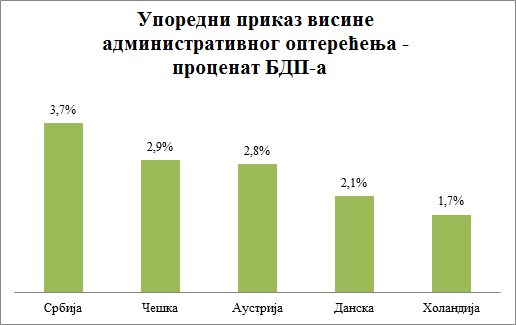 Упоредни приказ висине
административног оптерећења -
проценат БДП-а
3,7%
2,9%
2,8%
2,1%
1,7%
Србија
Чешка
Аустрија
Данска
Холандија